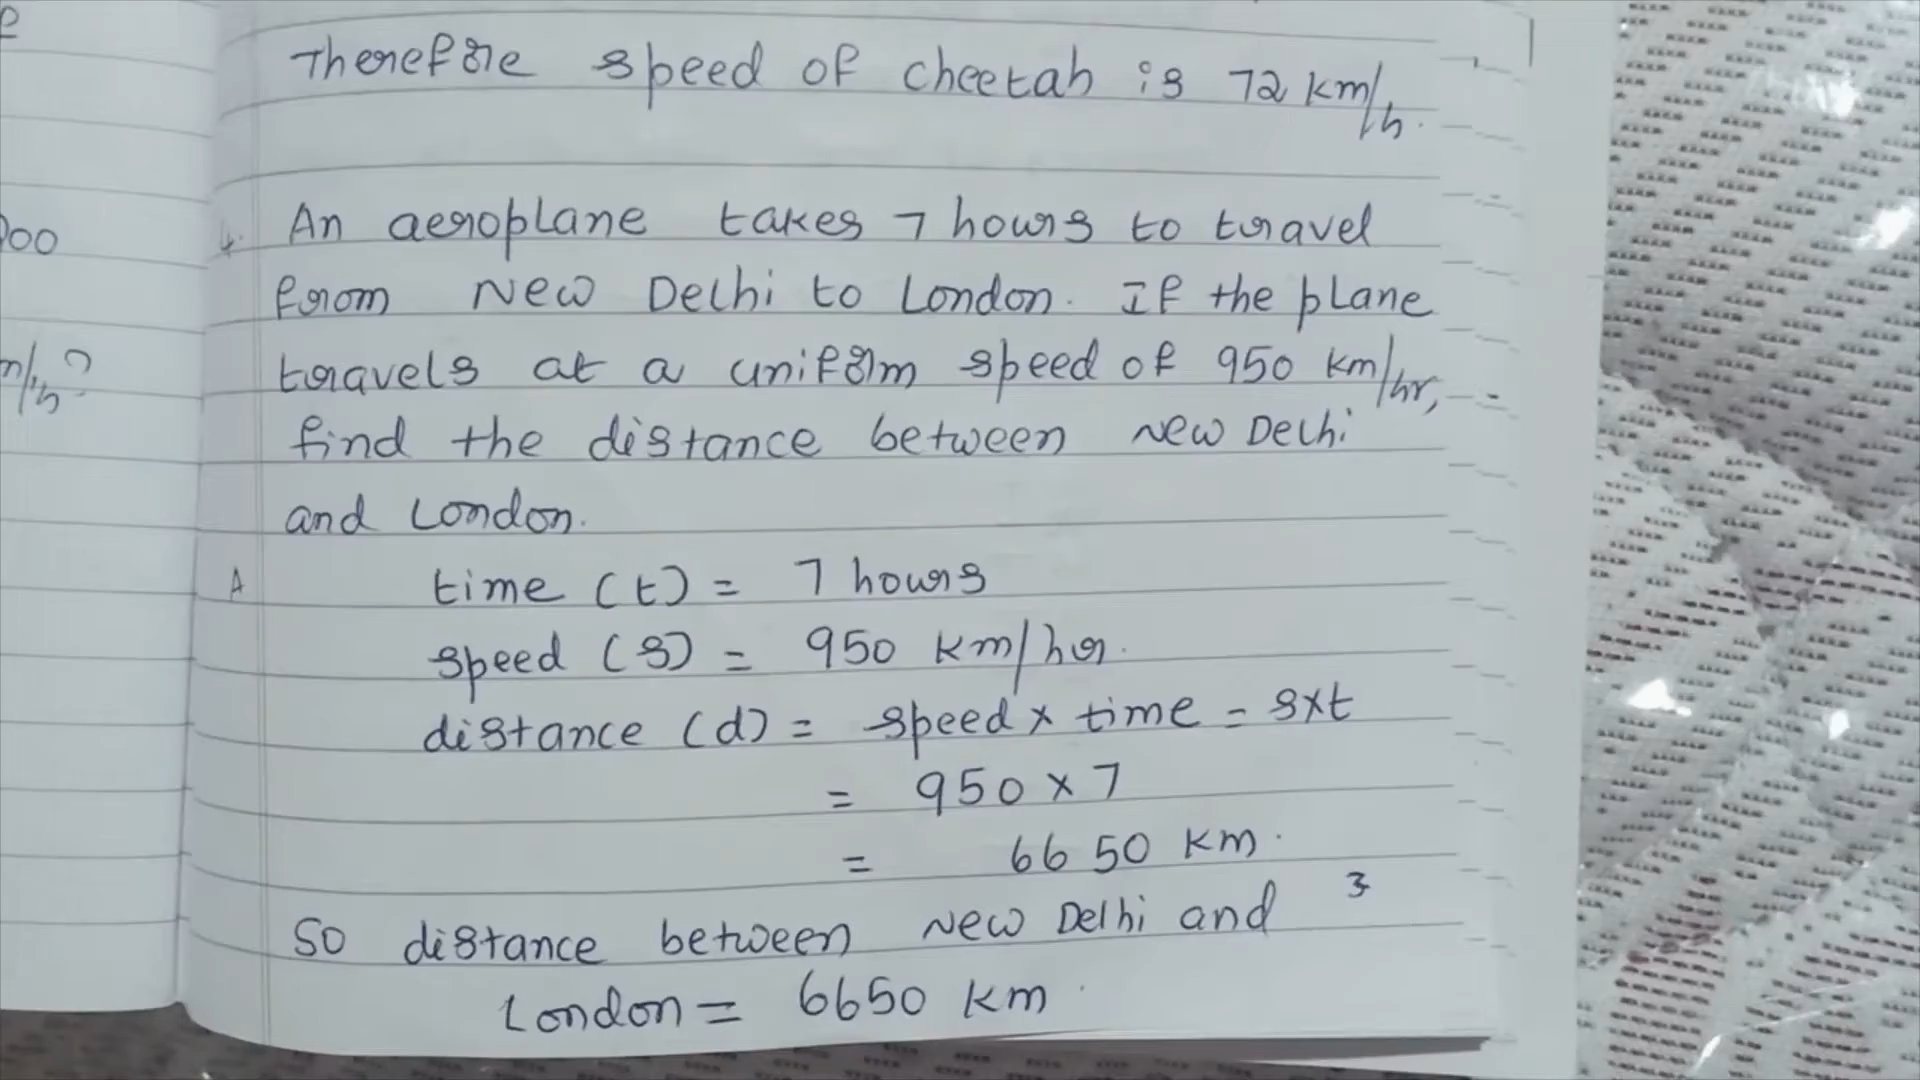 Therefore speed of cheetah is 72 km/h.
4. An aeroplane takes 7 hours to travel
from New Delhi to London. If the plane
travels at a uniform speed of 950 km/hr,
find the distance between New Delhi
and London.
A time (t) = 7 hours
speed (s) = 950 km/hr.
distance (d) = speed x time = sxt
= 950 x 7
= 6650 km.
3
So distance between New Delhi and
London = 6650 km